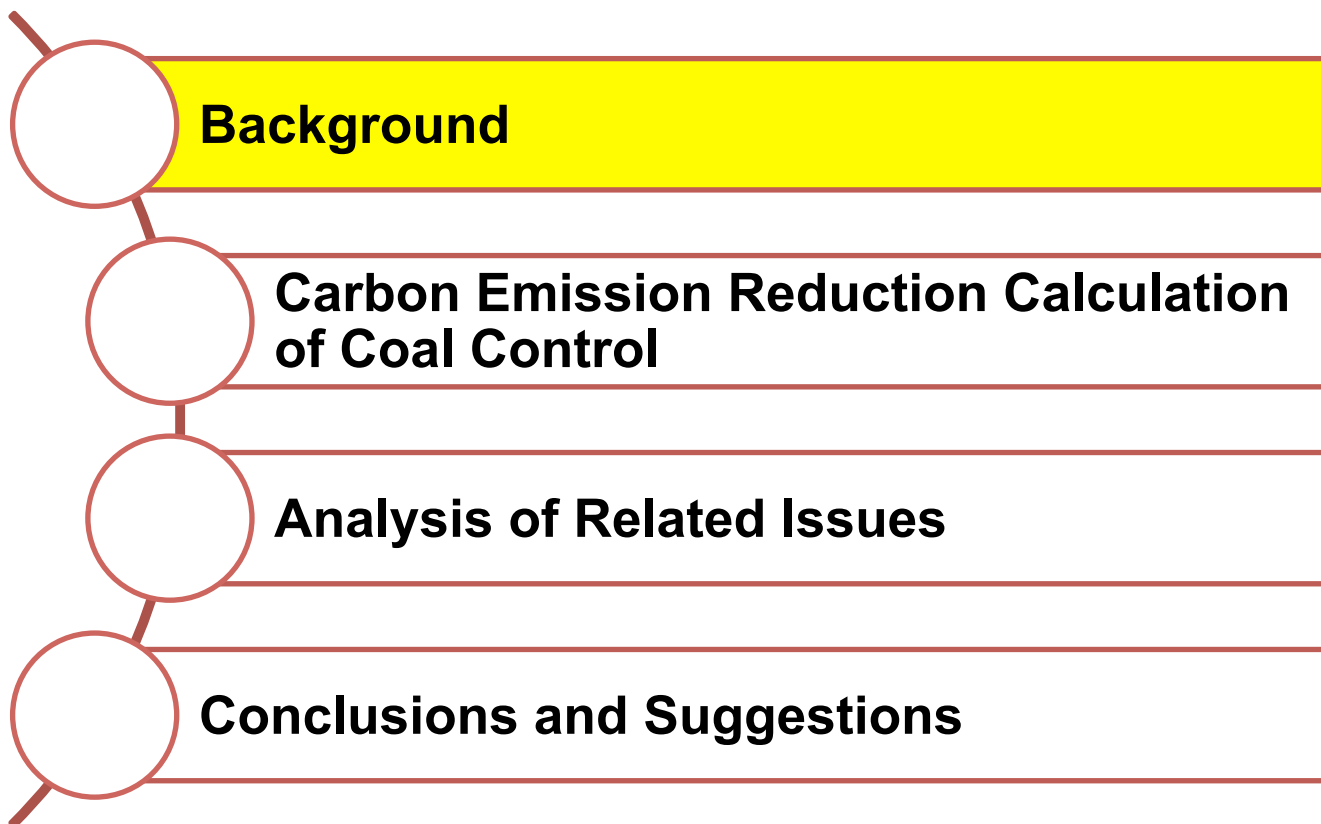 Background
Carbon Emission Reduction Calculation
of Coal Control
Analysis of Related Issues
Conclusions and Suggestions